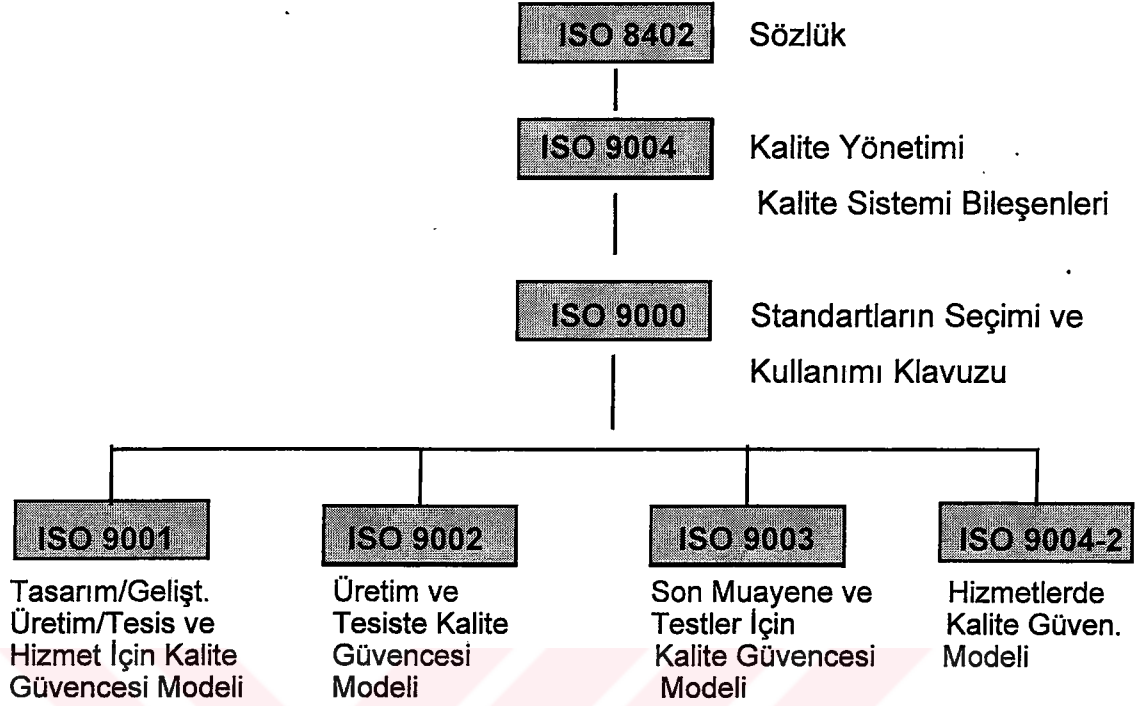 ISO 8402 Sözlük
ISO 9004 Kalite Yönetimi
Kalite Sistemi Bileşenleri
ISO 9000 Standartların Seçimi ve
Kullanımı Klavuzu
ISO 9001
Tasarım/Gelişt.
Üretim/Tesis ve
Hizmet İçin Kalite
Güvencesi Modeli
ISO 9002
Üretim ve
Tesiste Kalite
Güvencesi
Modeli
ISO 9003
Son Muayene ve
Testler İçin
Kalite Güvencesi
Modeli
ISO 9004-2
Hizmetlerde
Kalite Güven.
Modeli